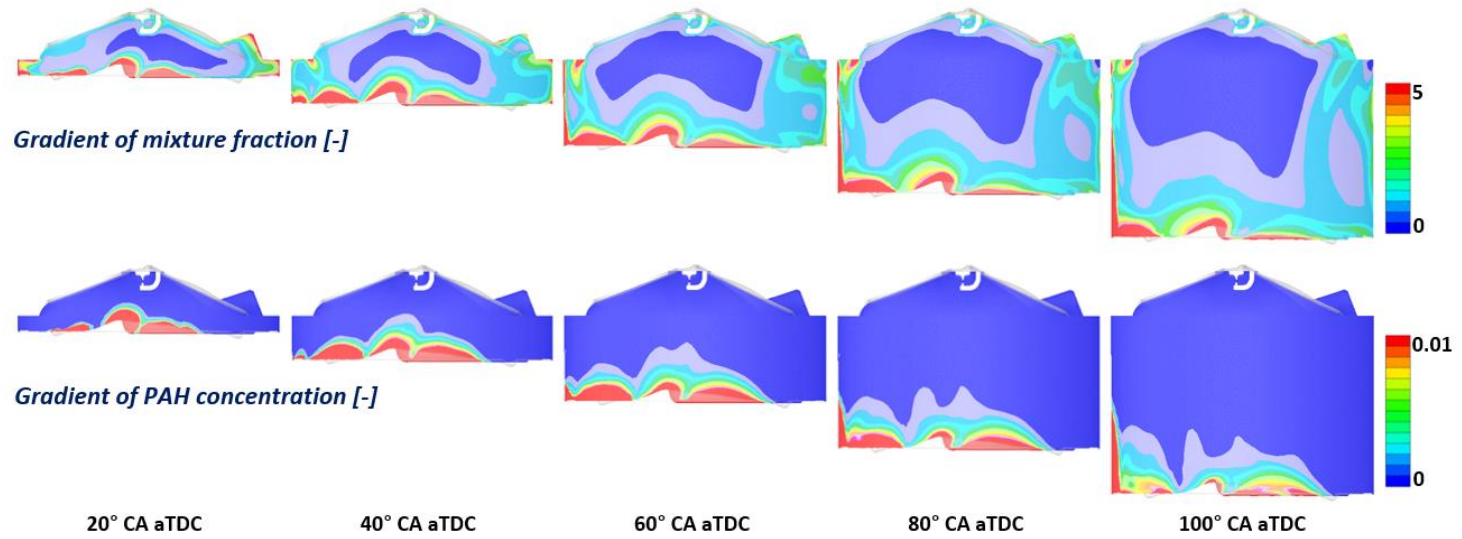 5
Gradient of mixture fraction [-]
0
0.01
Gradient of PAH concentration [-]
0
20° CA aTDC 40° CA aTDC 60° CA aTDC 80° CA aTDC 100° CA aTDC